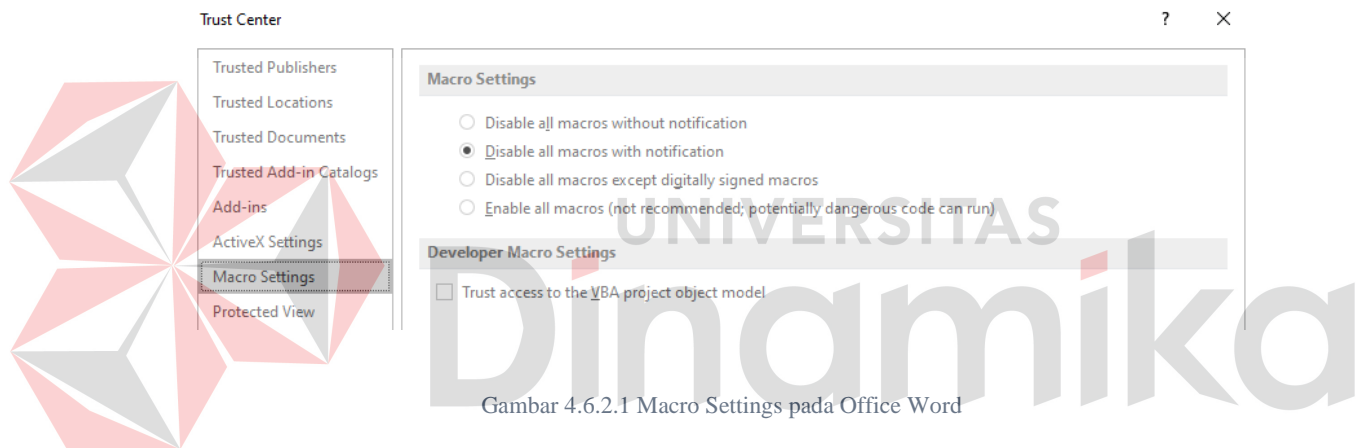 Trust Center ? ×
Trusted Publishers
Trusted Locations
Trusted Documents
Trusted Add-in Catalogs
Add-ins
ActiveX Settings
Macro Settings
Protected View
Macro Settings
Disable all macros without notification
Disable all macros with notification
Disable all macros except digitally signed macros
Enable all macros (not recommended; potentially dangerous code can run)
Developer Macro Settings
Trust access to the VBA project object model
UNIVERSITAS
Dinamika
Gambar 4.6.2.1 Macro Settings pada Office Word